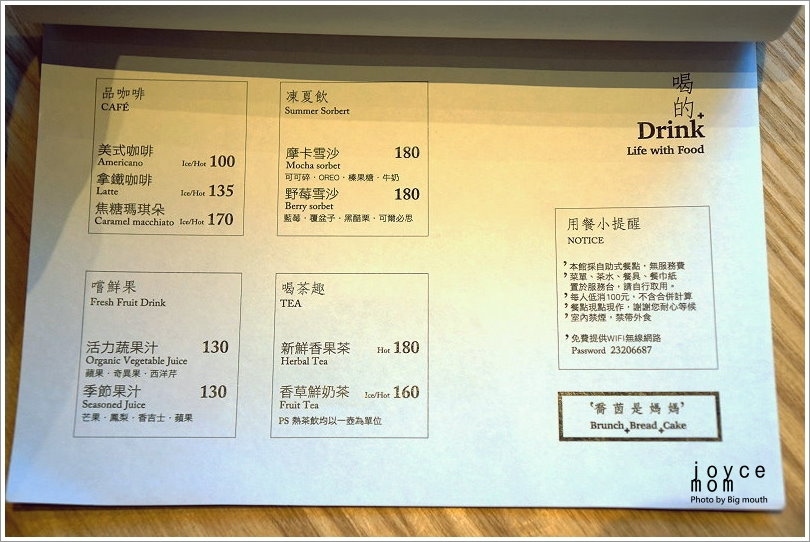 喝的
Drink
Life with Food
品咖啡
CAFÉ
美式咖啡
Americano Ice/Hot 100
拿鐵咖啡
Latte Ice/Hot 135
焦糖瑪琪朵
Caramel macchiato Ice/Hot 170
凍夏飲
Summer Sorbert
摩卡雪沙 180
Mocha sorbet
可可碎·OREO·榛果糖·牛奶
野莓雪沙 180
Berry sorbet
藍莓·覆盆子·黑醋栗·可爾必思
嚐鮮果
Fresh Fruit Drink
活力蔬果汁 130
Organic Vegetable Juice
蘋果·奇異果·西洋芹
季節果汁 130
Seasoned Juice
芒果·鳳梨·香吉士·蘋果
喝茶趣
TEA
新鮮香果茶 Hot 180
Herbal Tea
香草鮮奶茶 Ice/Hot 160
Fruit Tea
PS 熱茶飲均以一壺為單位
用餐小提醒
NOTICE
’本館採自助式餐點，無服務費
’菜單、茶水、餐具、餐巾紙
置於服務台，請自行取用。
’每人低消100元，不含合併計算
’餐點現點現作，謝謝您耐心等候
’室內禁煙，禁帶外食
’免費提供WIFI無線網路
Password 23206687
‘喬茵是媽媽’
Brunch+Bread+Cake
joyce
mom
Photo by Big mouth